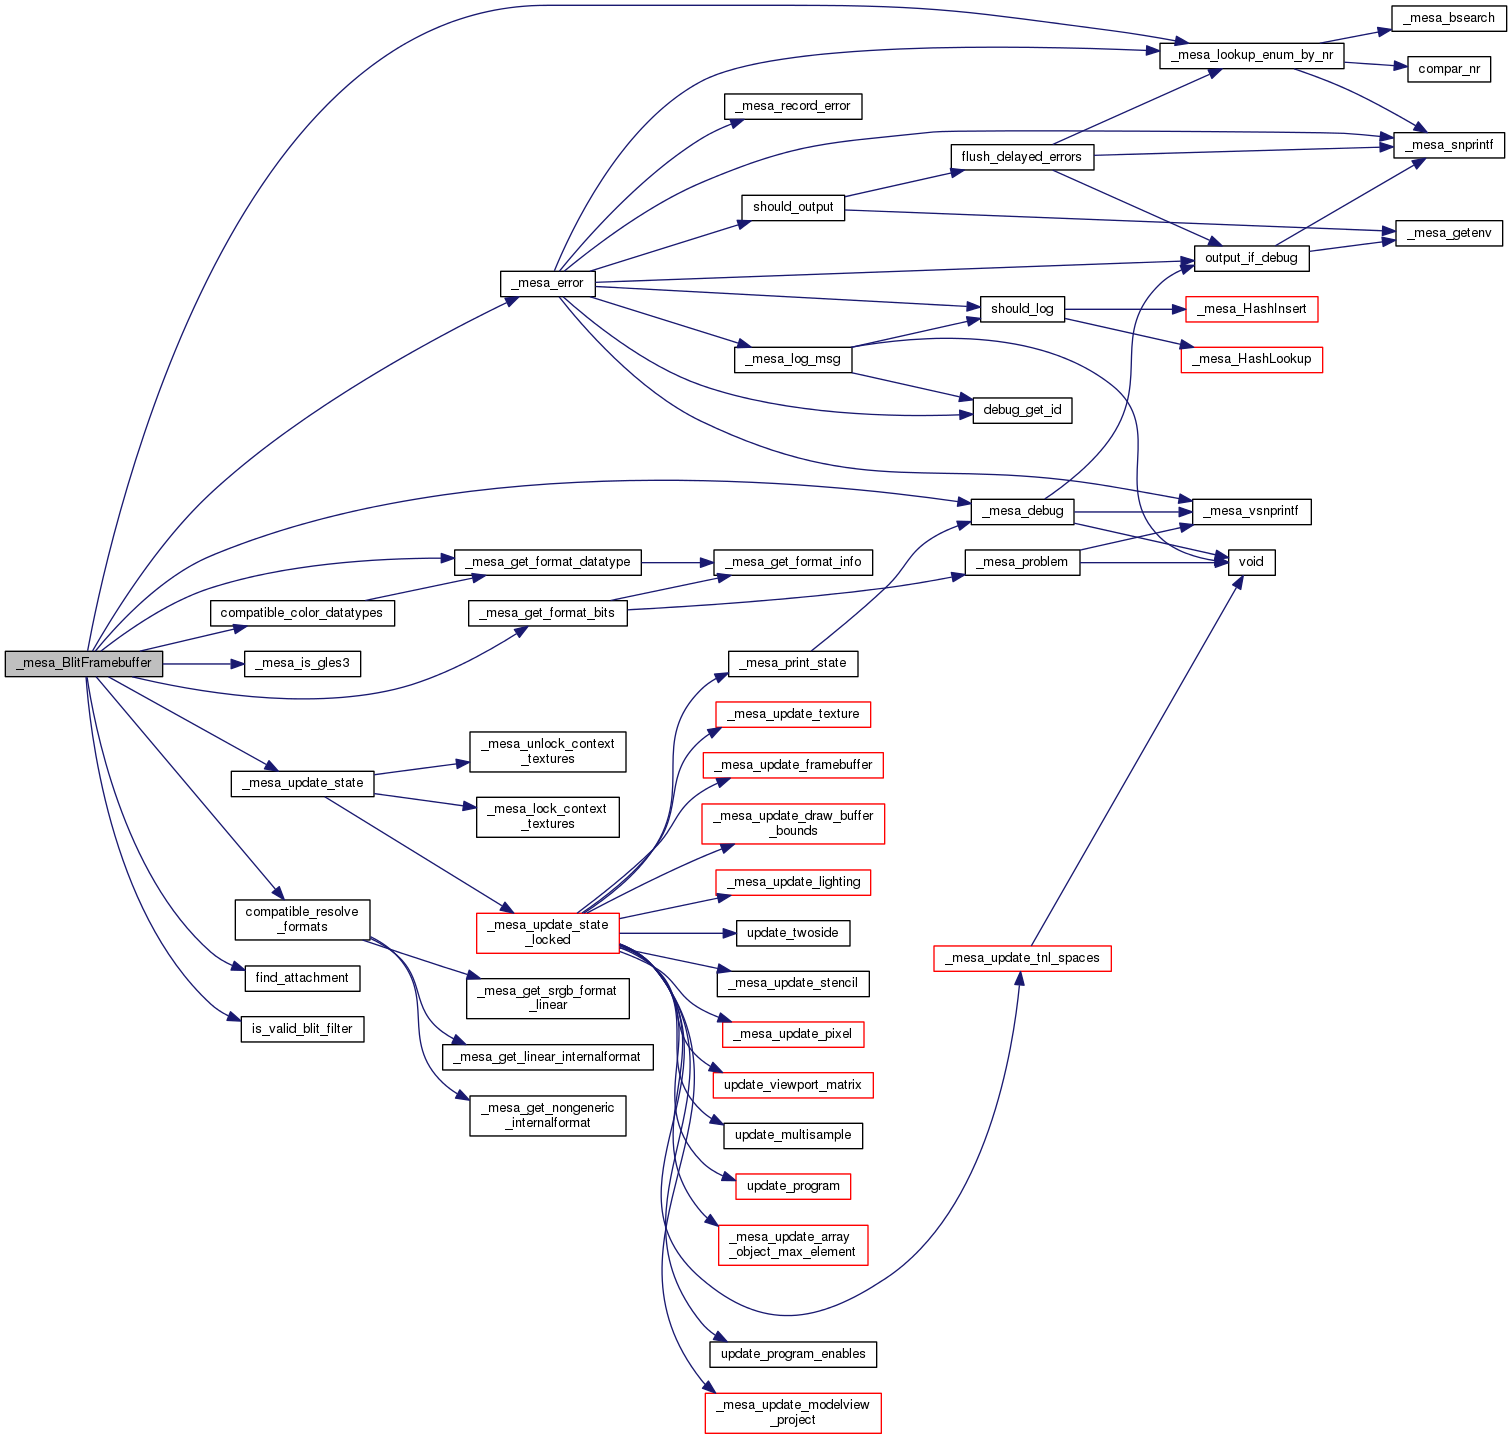 _mesa_bsearch
_mesa_lookup_enum_by_nr
compar_nr
_mesa_record_error
_mesa_snprintf
flush_delayed_errors
should_output
_mesa_getenv
output_if_debug
_mesa_error
should_log
_mesa_HashInsert
_mesa_log_msg
_mesa_HashLookup
debug_get_id
_mesa_debug
_mesa_vsnprintf
_mesa_get_format_datatype
_mesa_get_format_info
_mesa_problem
void
compatible_color_datatypes
_mesa_get_format_bits
_mesa_BlitFramebuffer
_mesa_is_gles3
_mesa_print_state
_mesa_update_texture
_mesa_unlock_context
_textures
_mesa_update_framebuffer
_mesa_update_state
_mesa_lock_context
_textures
_mesa_update_draw_buffer
_bounds
_mesa_update_lighting
compatible_resolve
_formats
_mesa_update_state
_locked
update_twoside
_mesa_update_tnl_spaces
find_attachment
_mesa_update_stencil
_mesa_get_srgb_format
_linear
is_valid_blit_filter
_mesa_update_pixel
_mesa_get_linear_internalformat
update_viewport_matrix
_mesa_get_nongeneric
_internalformat
update_multisample
update_program
_mesa_update_array
_object_max_element
update_program_enables
_mesa_update_modelview
_project